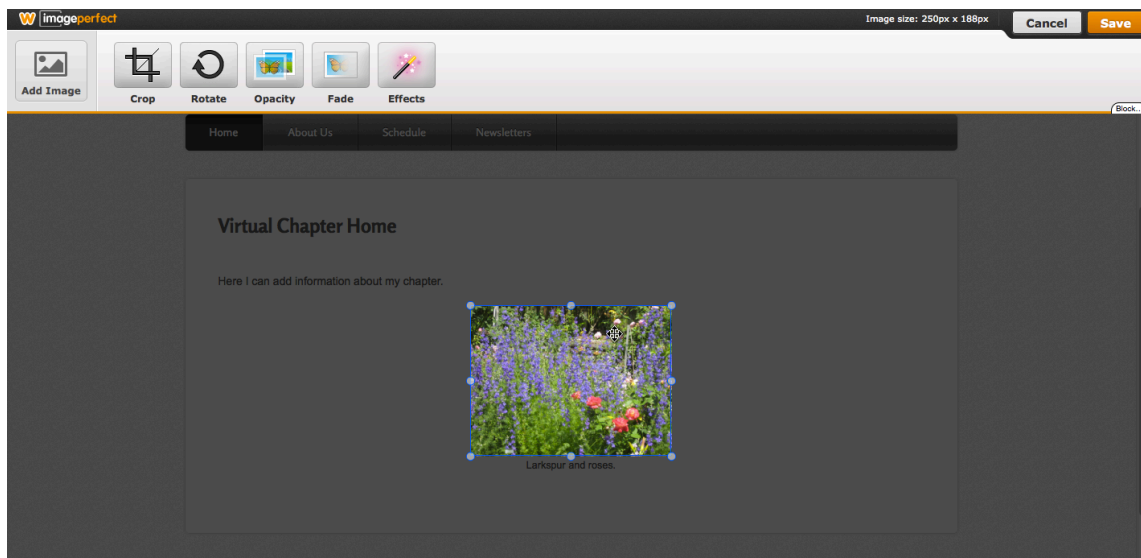 W imageperfect
Image size: 250px x 188px
Cancel
Save
Add Image
Crop
Rotate
Opacity
Fade
Effects
Block...
Home
About Us
Schedule
Newsletters
Virtual Chapter Home
Here I can add information about my chapter.
Larkspur and roses.